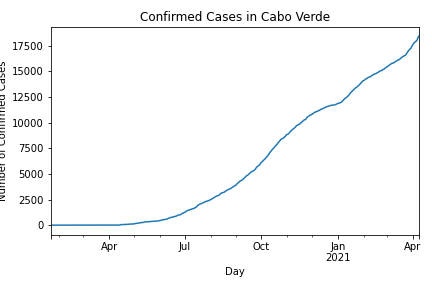 Confirmed Cases in Cabo Verde
17500
15000
12500
10000
7500
5000
2500
0
Number of Confirmed Cases
Apr
Jul
Oct
Jan
2021
Apr
Day